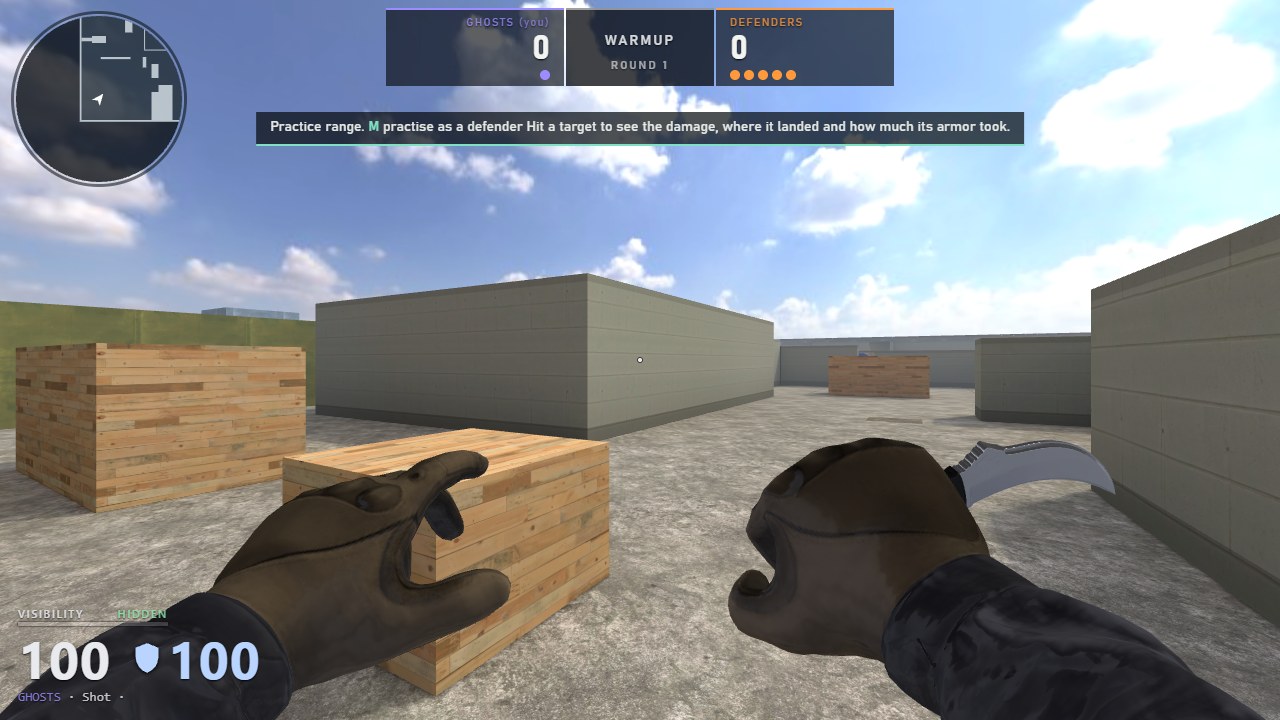 GHOSTS (you)
0
WARMUP
ROUND 1
DEFENDERS
0
Practice range. M practise as a defender Hit a target to see the damage, where it landed and how much its armor took.
VISIBILITY HIDDEN
100 100
GHOSTS · Shot ·